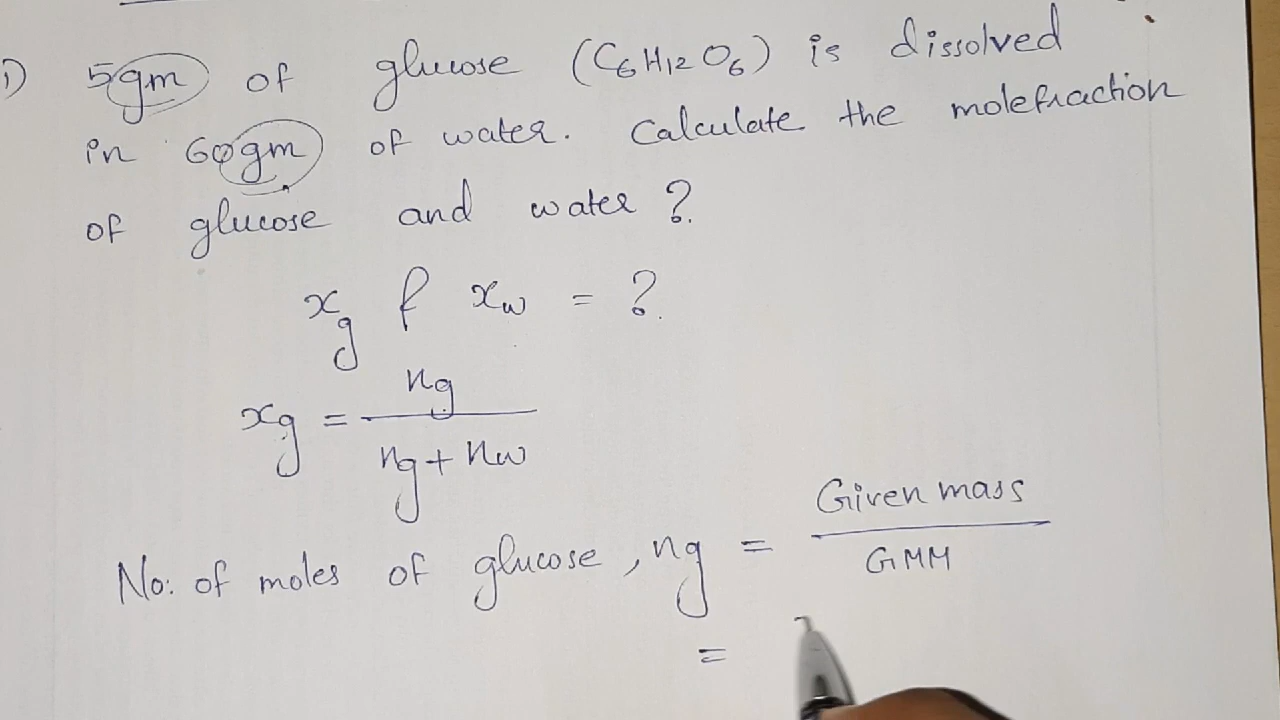 1) 5gm of glucose (C6H12O6) is dissolved
in 60gm of water. Calculate the molefraction
of glucose and water ?
xg & xw = ?
xg = ng
ng + nw
No: of moles of glucose, ng = Given mass
GMM
=